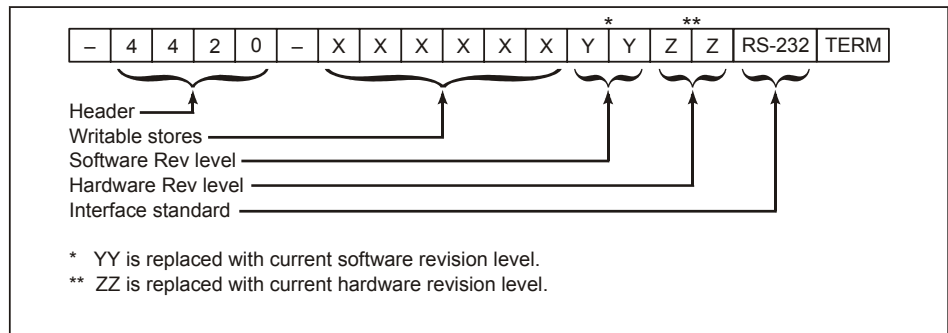 * **
– 4 4 2 0 – X X X X X X Y Y Z Z RS-232 TERM
Header
Writable stores
Software Rev level
Hardware Rev level
Interface standard
* YY is replaced with current software revision level.
** ZZ is replaced with current hardware revision level.